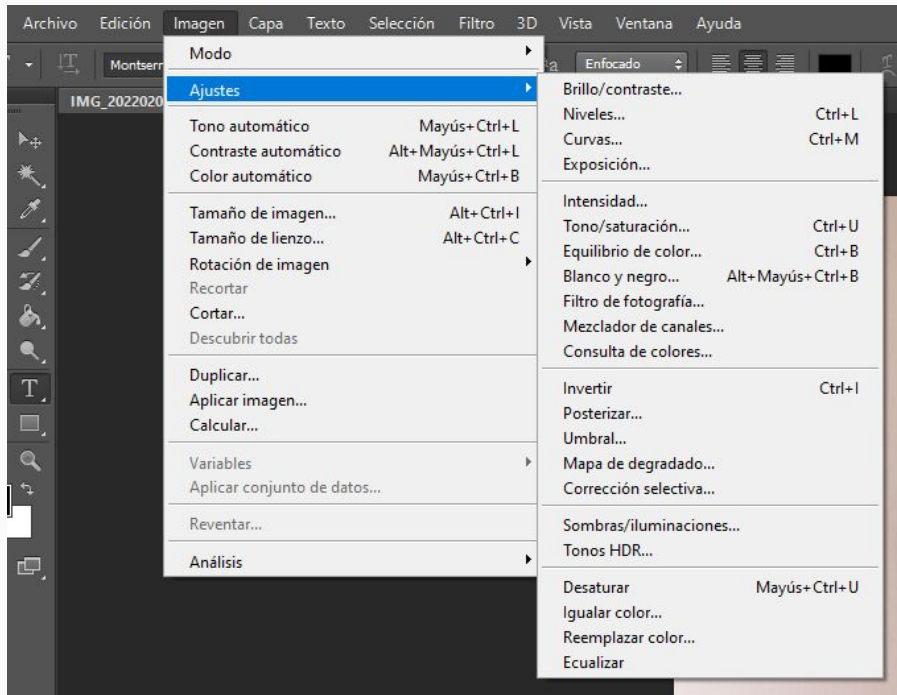 Archivo Edición Imagen Capa Texto Selección Filtro 3D Vista Ventana Ayuda
Enfocado
IMG_2022020
Modo
Ajustes
Tono automático Mayús+Ctrl+L
Contraste automático Alt+Mayús+Ctrl+L
Color automático Mayús+Ctrl+B
Tamaño de imagen... Alt+Ctrl+I
Tamaño de lienzo... Alt+Ctrl+C
Rotación de imagen
Recortar
Cortar...
Descubrir todas
Duplicar...
Aplicar imagen...
Calcular...
Variables
Aplicar conjunto de datos...
Reventar...
Análisis
Brillo/contraste...
Niveles... Ctrl+L
Curvas... Ctrl+M
Exposición...
Intensidad...
Tono/saturación... Ctrl+U
Equilibrio de color... Ctrl+B
Blanco y negro... Alt+Mayús+Ctrl+B
Filtro de fotografía...
Mezclador de canales...
Consulta de colores...
Invertir Ctrl+I
Posterizar...
Umbral...
Mapa de degradado...
Corrección selectiva...
Sombras/iluminaciones...
Tonos HDR...
Desaturar Mayús+Ctrl+U
Igualar color...
Reemplazar color...
Ecualizar